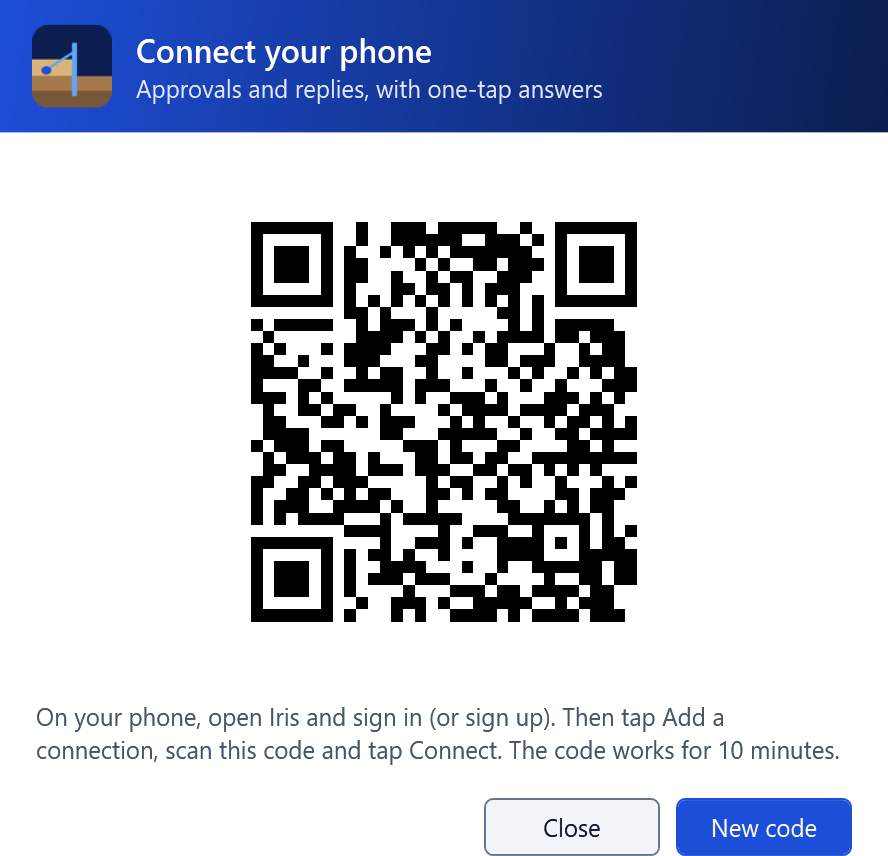 Connect your phone
Approvals and replies, with one-tap answers
On your phone, open Iris and sign in (or sign up). Then tap Add a
connection, scan this code and tap Connect. The code works for 10 minutes.
Close
New code